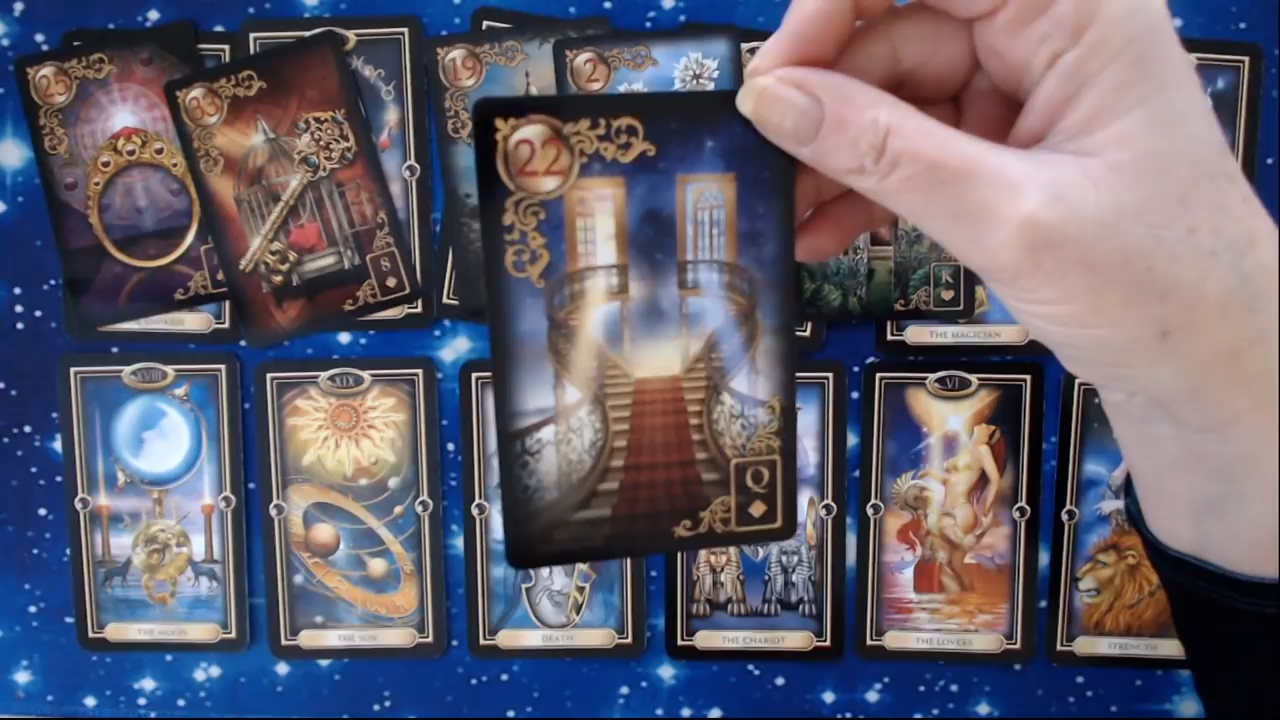 25
33
8
19
2
22
Q
K
THE MAGICIAN
XVIII
THE MOON
XIX
THE SUN
DEATH
THE CHARIOT
VI
THE LOVERS
STRENGTH